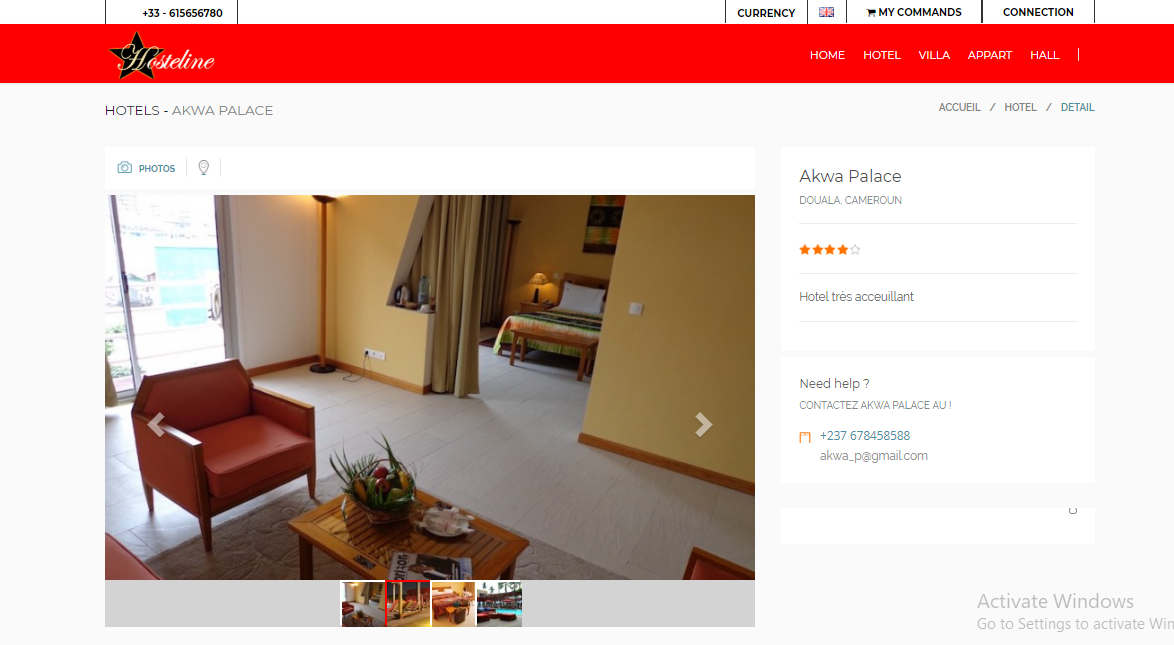 +33 - 615656780
CURRENCY
MY COMMANDS
CONNECTION
Hosteline
HOME
HOTEL
VILLA
APPART
HALL
HOTELS - AKWA PALACE
ACCUEIL / HOTEL / DETAIL
PHOTOS
Akwa Palace
DOUALA, CAMEROUN
Hotel très acceuillant
Need help ?
CONTACTEZ AKWA PALACE AU !
+237 678458588
akwa_p@gmail.com
Activate Windows
Go to Settings to activate Win